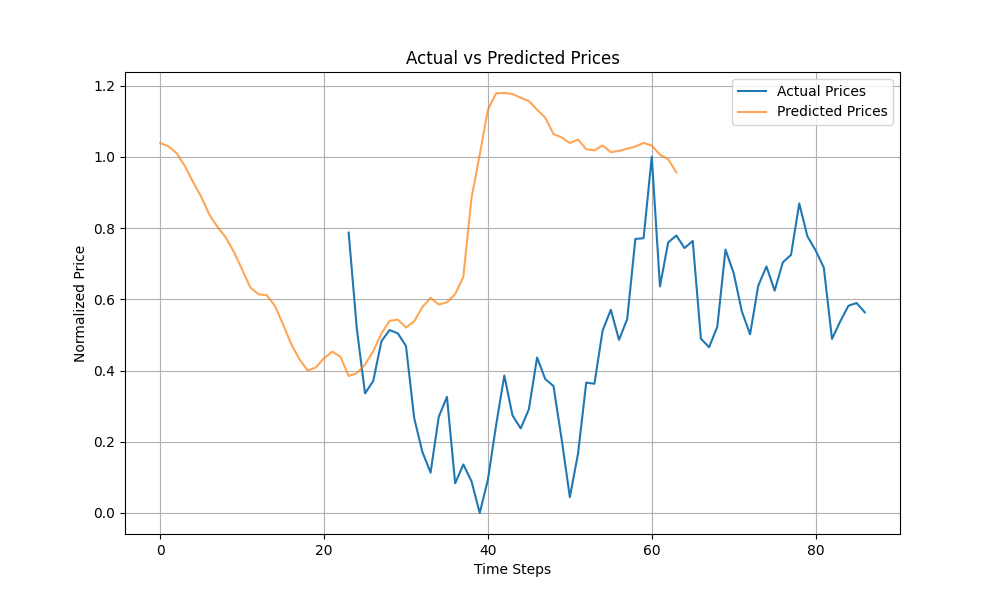 Actual vs Predicted Prices
Actual Prices
Predicted Prices
Normalized Price
1.2
1.0
0.8
0.6
0.4
0.2
0.0
0 20 40 60 80
Time Steps